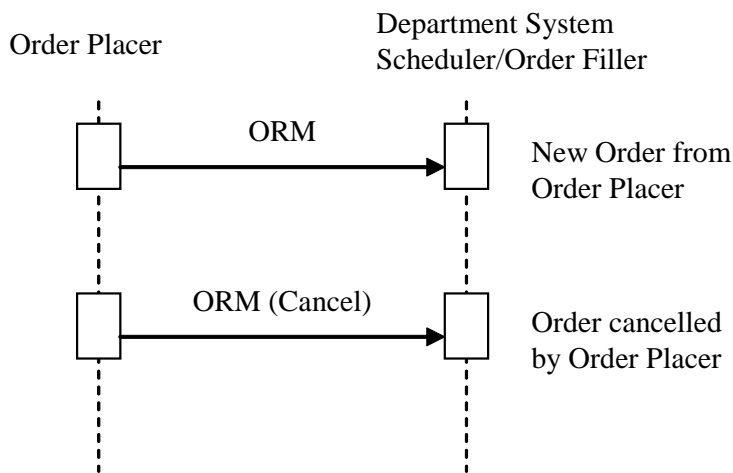 Order Placer
Department System
Scheduler/Order Filler
ORM
New Order from
Order Placer
ORM (Cancel)
Order cancelled
by Order Placer